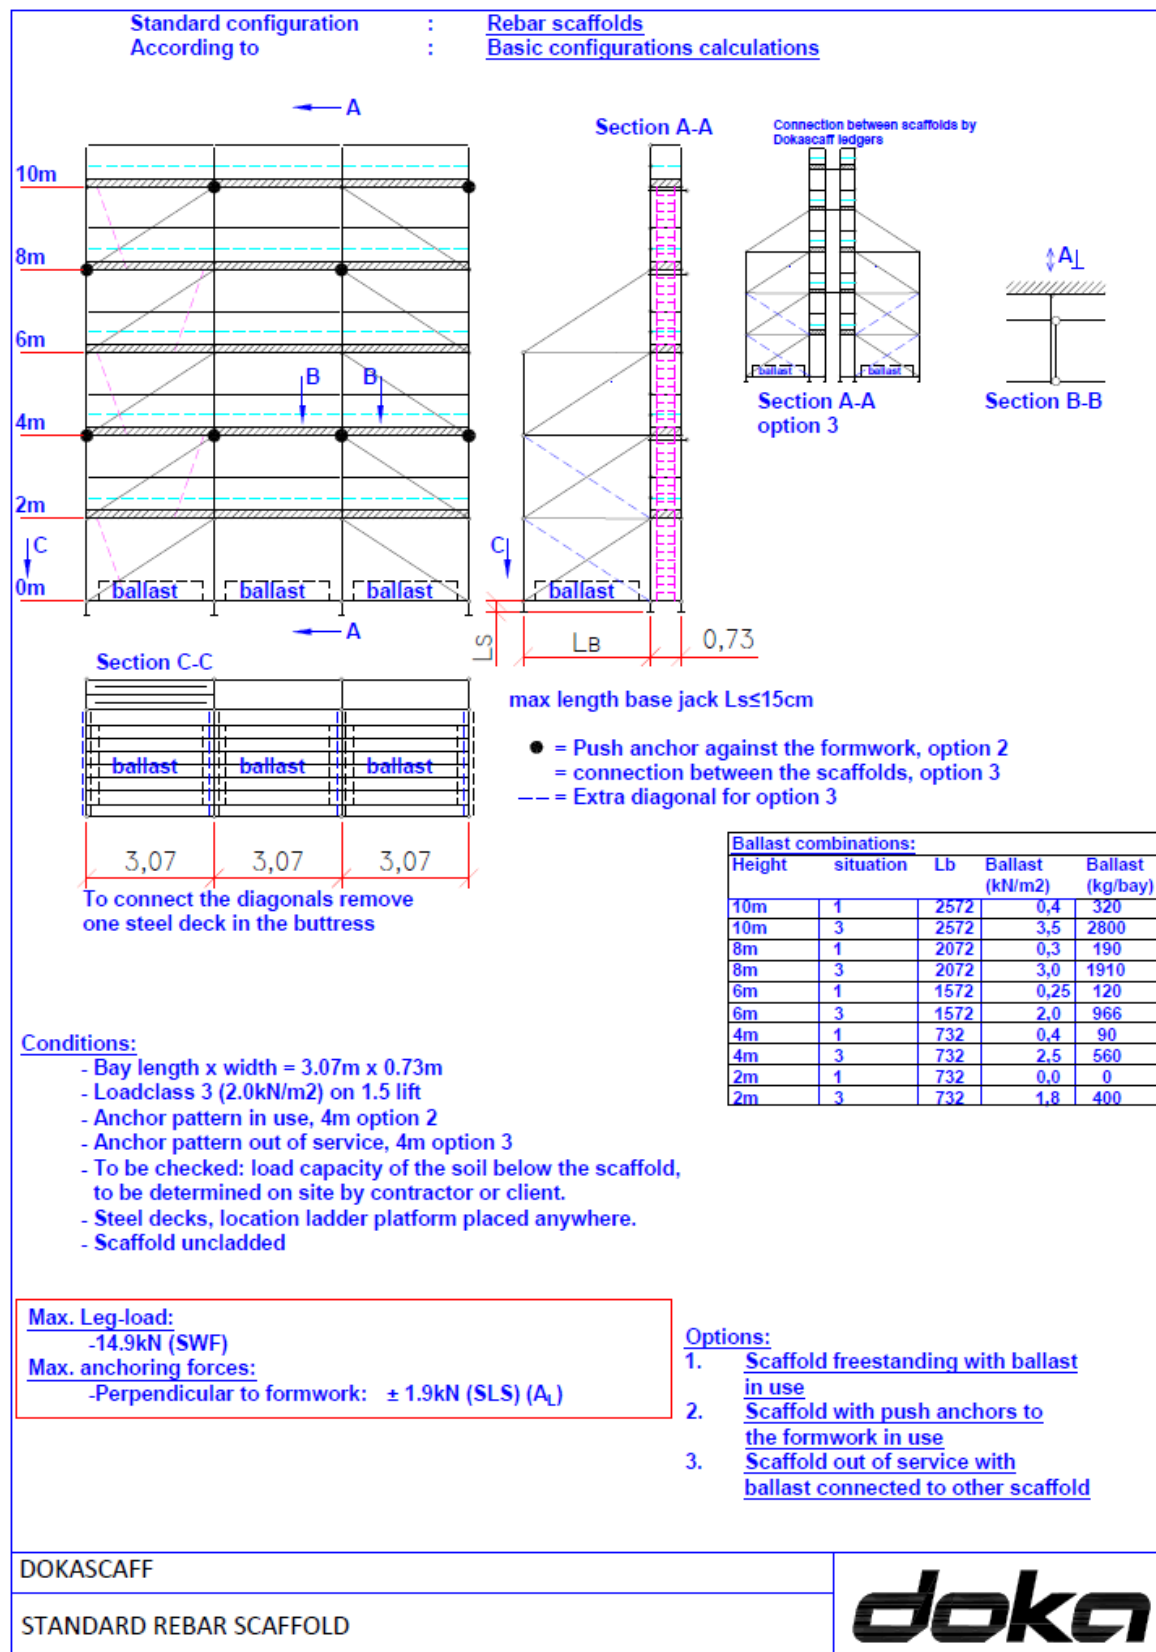 Standard configuration : Rebar scaffolds
According to : Basic configurations calculations
A
Section A-A
Connection between scaffolds by
Dokascaff ledgers
10m
8m
6m
4m
2m
0m
B B
C
ballast ballast ballast
A
C
ballast
LS
LB
0,73
ballast ballast
Section A-A
option 3
A⊥
Section B-B
Section C-C
ballast ballast ballast
3,07 3,07 3,07
To connect the diagonals remove
one steel deck in the buttress
max length base jack Ls≤15cm
● = Push anchor against the formwork, option 2
= connection between the scaffolds, option 3
-- = Extra diagonal for option 3
Ballast combinations:
Height situation Lb Ballast Ballast
(kN/m2) (kg/bay)
10m 1 2572 0,4 320
10m 3 2572 3,5 2800
8m 1 2072 0,3 190
8m 3 2072 3,0 1910
6m 1 1572 0,25 120
6m 3 1572 2,0 966
4m 1 732 0,4 90
4m 3 732 2,5 560
2m 1 732 0,0 0
2m 3 732 1,8 400
Conditions:
- Bay length x width = 3.07m x 0.73m
- Loadclass 3 (2.0kN/m2) on 1.5 lift
- Anchor pattern in use, 4m option 2
- Anchor pattern out of service, 4m option 3
- To be checked: load capacity of the soil below the scaffold,
to be determined on site by contractor or client.
- Steel decks, location ladder platform placed anywhere.
- Scaffold uncladded
Max. Leg-load:
-14.9kN (SWF)
Max. anchoring forces:
-Perpendicular to formwork: ± 1.9kN (SLS) (AL)
Options:
1. Scaffold freestanding with ballast
in use
2. Scaffold with push anchors to
the formwork in use
3. Scaffold out of service with
ballast connected to other scaffold
DOKASCAFF
STANDARD REBAR SCAFFOLD
doka